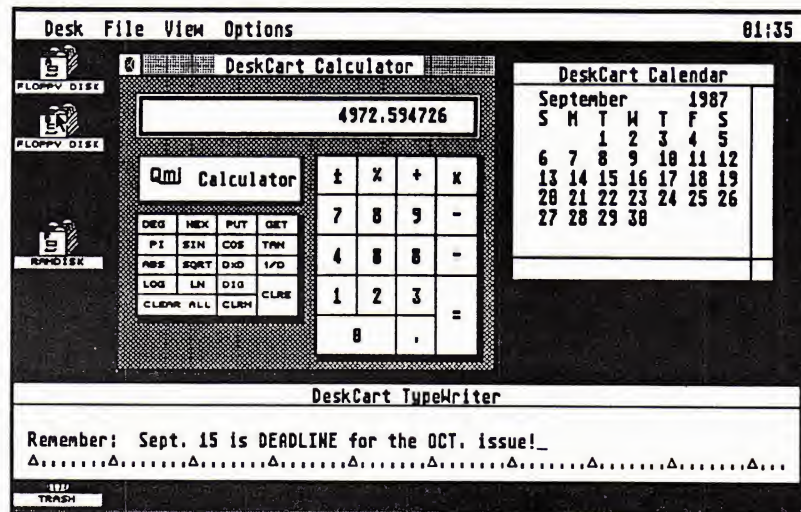 Desk File View Options 01:35
FLOPPY DISK
FLOPPY DISK
RAMDISK
TRASH
DeskCart Calculator
4972.594726
Qmi Calculator
± % ÷ x
7 8 9 -
4 8 8 -
1 2 3 =
0 .
DEG HEX PUT GET
PI SIN COS TAN
ABS SQRT DXD 1/D
LOG LN DIG CLRE
CLEAR ALL CLRM
DeskCart Calendar
September 1987
S M T W T F S
1 2 3 4 5
6 7 8 9 10 11 12
13 14 15 16 17 18 19
20 21 22 23 24 25 26
27 28 29 30
DeskCart TypeWriter
Remember: Sept. 15 is DEADLINE for the OCT. issue!_